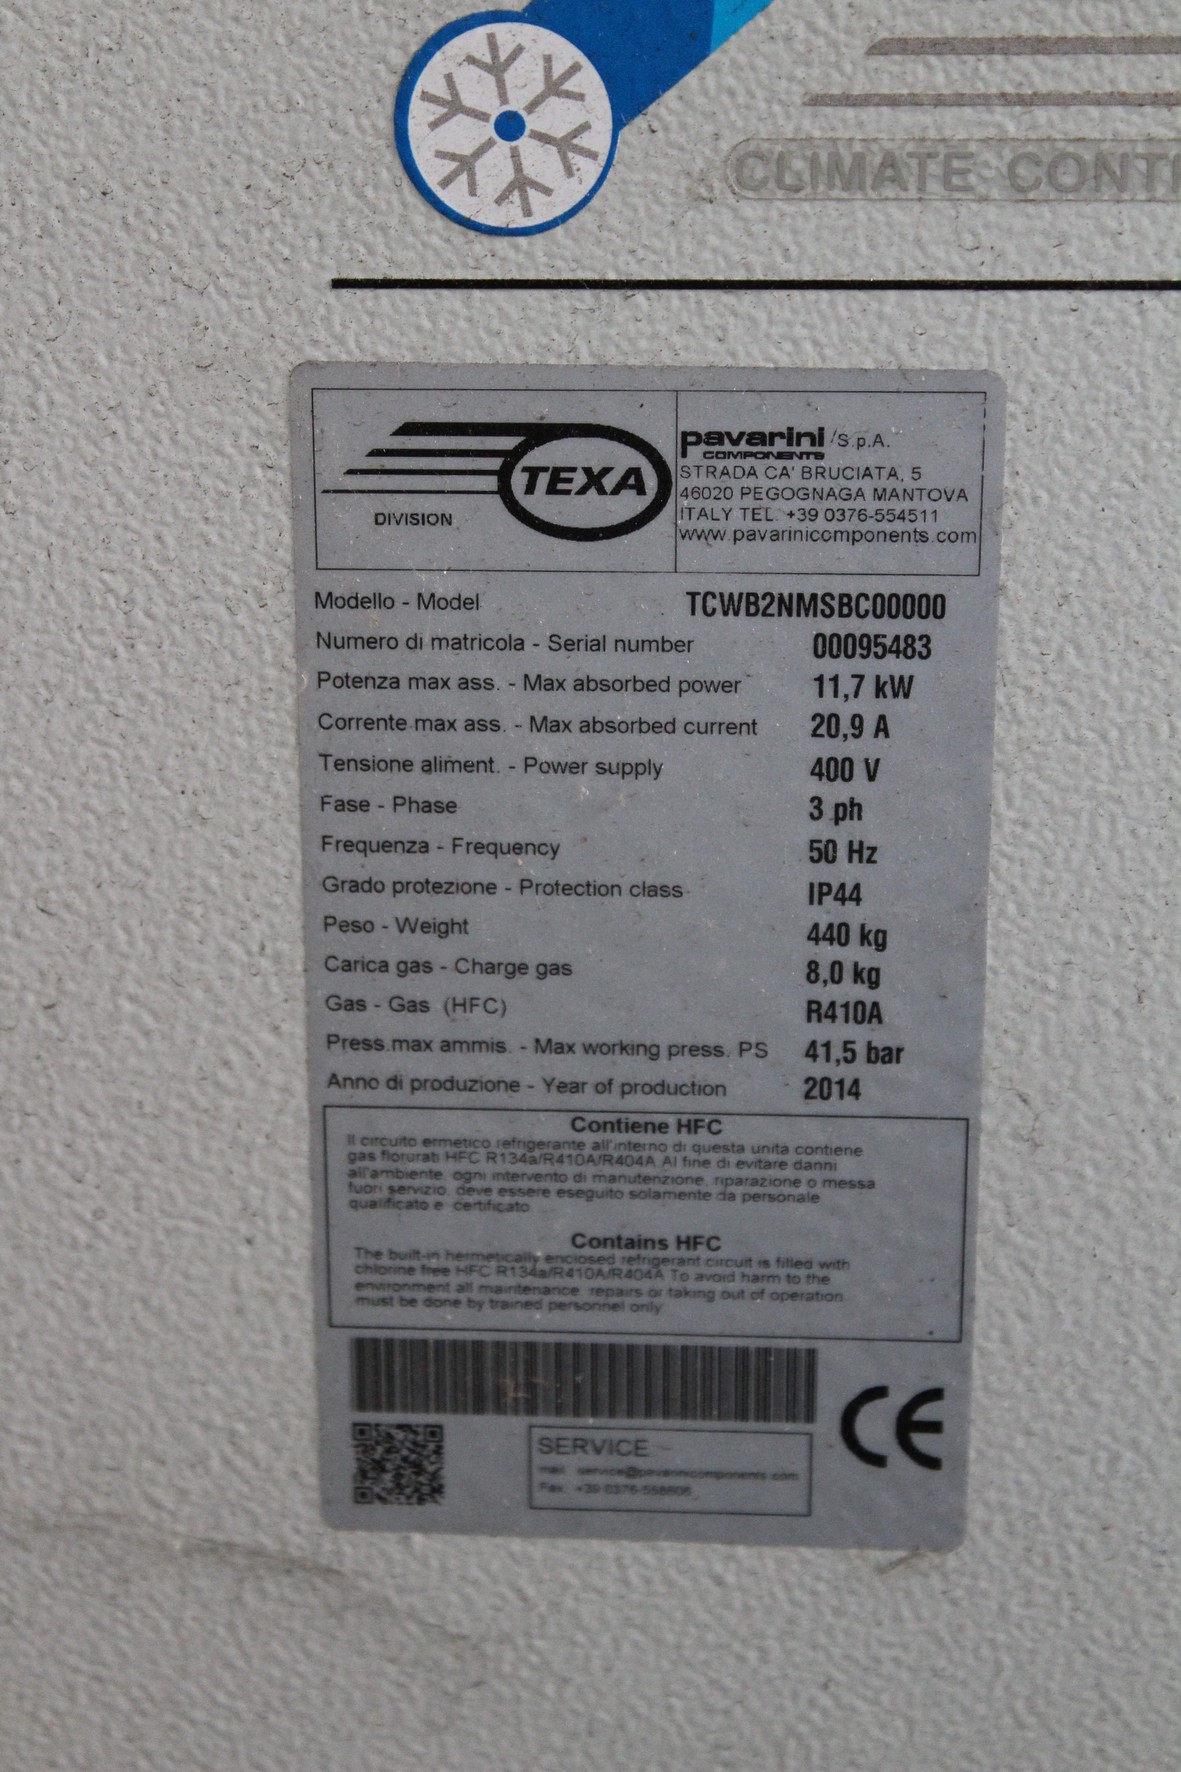 CLIMATE CONT
TEXA
DIVISION
pavarini /S.p.A.
COMPONENTS
STRADA CA' BRUCIATA, 5
46020 PEGOGNAGA MANTOVA
ITALY TEL. +39 0376-554511
www.pavarinicomponents.com
Modello - Model TCWB2NMSBC00000
Numero di matricola - Serial number 00095483
Potenza max ass. - Max absorbed power 11,7 kW
Corrente max ass. - Max absorbed current 20,9 A
Tensione aliment. - Power supply 400 V
Fase - Phase 3 ph
Frequenza - Frequency 50 Hz
Grado protezione - Protection class IP44
Peso - Weight 440 kg
Carica gas - Charge gas 8,0 kg
Gas - Gas (HFC) R410A
Press.max ammis. - Max working press. PS 41,5 bar
Anno di produzione - Year of production 2014
Contiene HFC
Il circuito ermetico refrigerante all'interno di questa unità contiene
gas fiorurati HFC R134a/R410A/R404A Al fine di evitare danni
all'ambiente, ogni intervento di manutenzione, riparazione o messa
fuori servizio, deve essere eseguito solamente da personale
qualificato e certificato
Contains HFC
The built-in hermetically enclosed refrigerant circuit is filled with
chlorine free HFC R134a/R410A/R404A To avoid harm to the
environment all maintenance, repairs or taking out of operation
must be done by trained personnel only
CE
SERVICE
mail: service@pavarinicomponents.com
Fax: +39 0376-